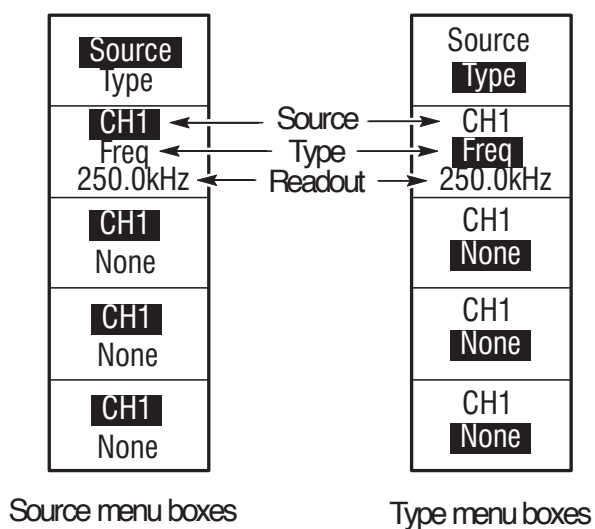 Source
Type
CH1
Freq
250.0kHz
CH1
None
CH1
None
CH1
None
Source menu boxes
Source
Type
Readout
Source
Type
CH1
Freq
250.0kHz
CH1
None
CH1
None
CH1
None
Type menu boxes